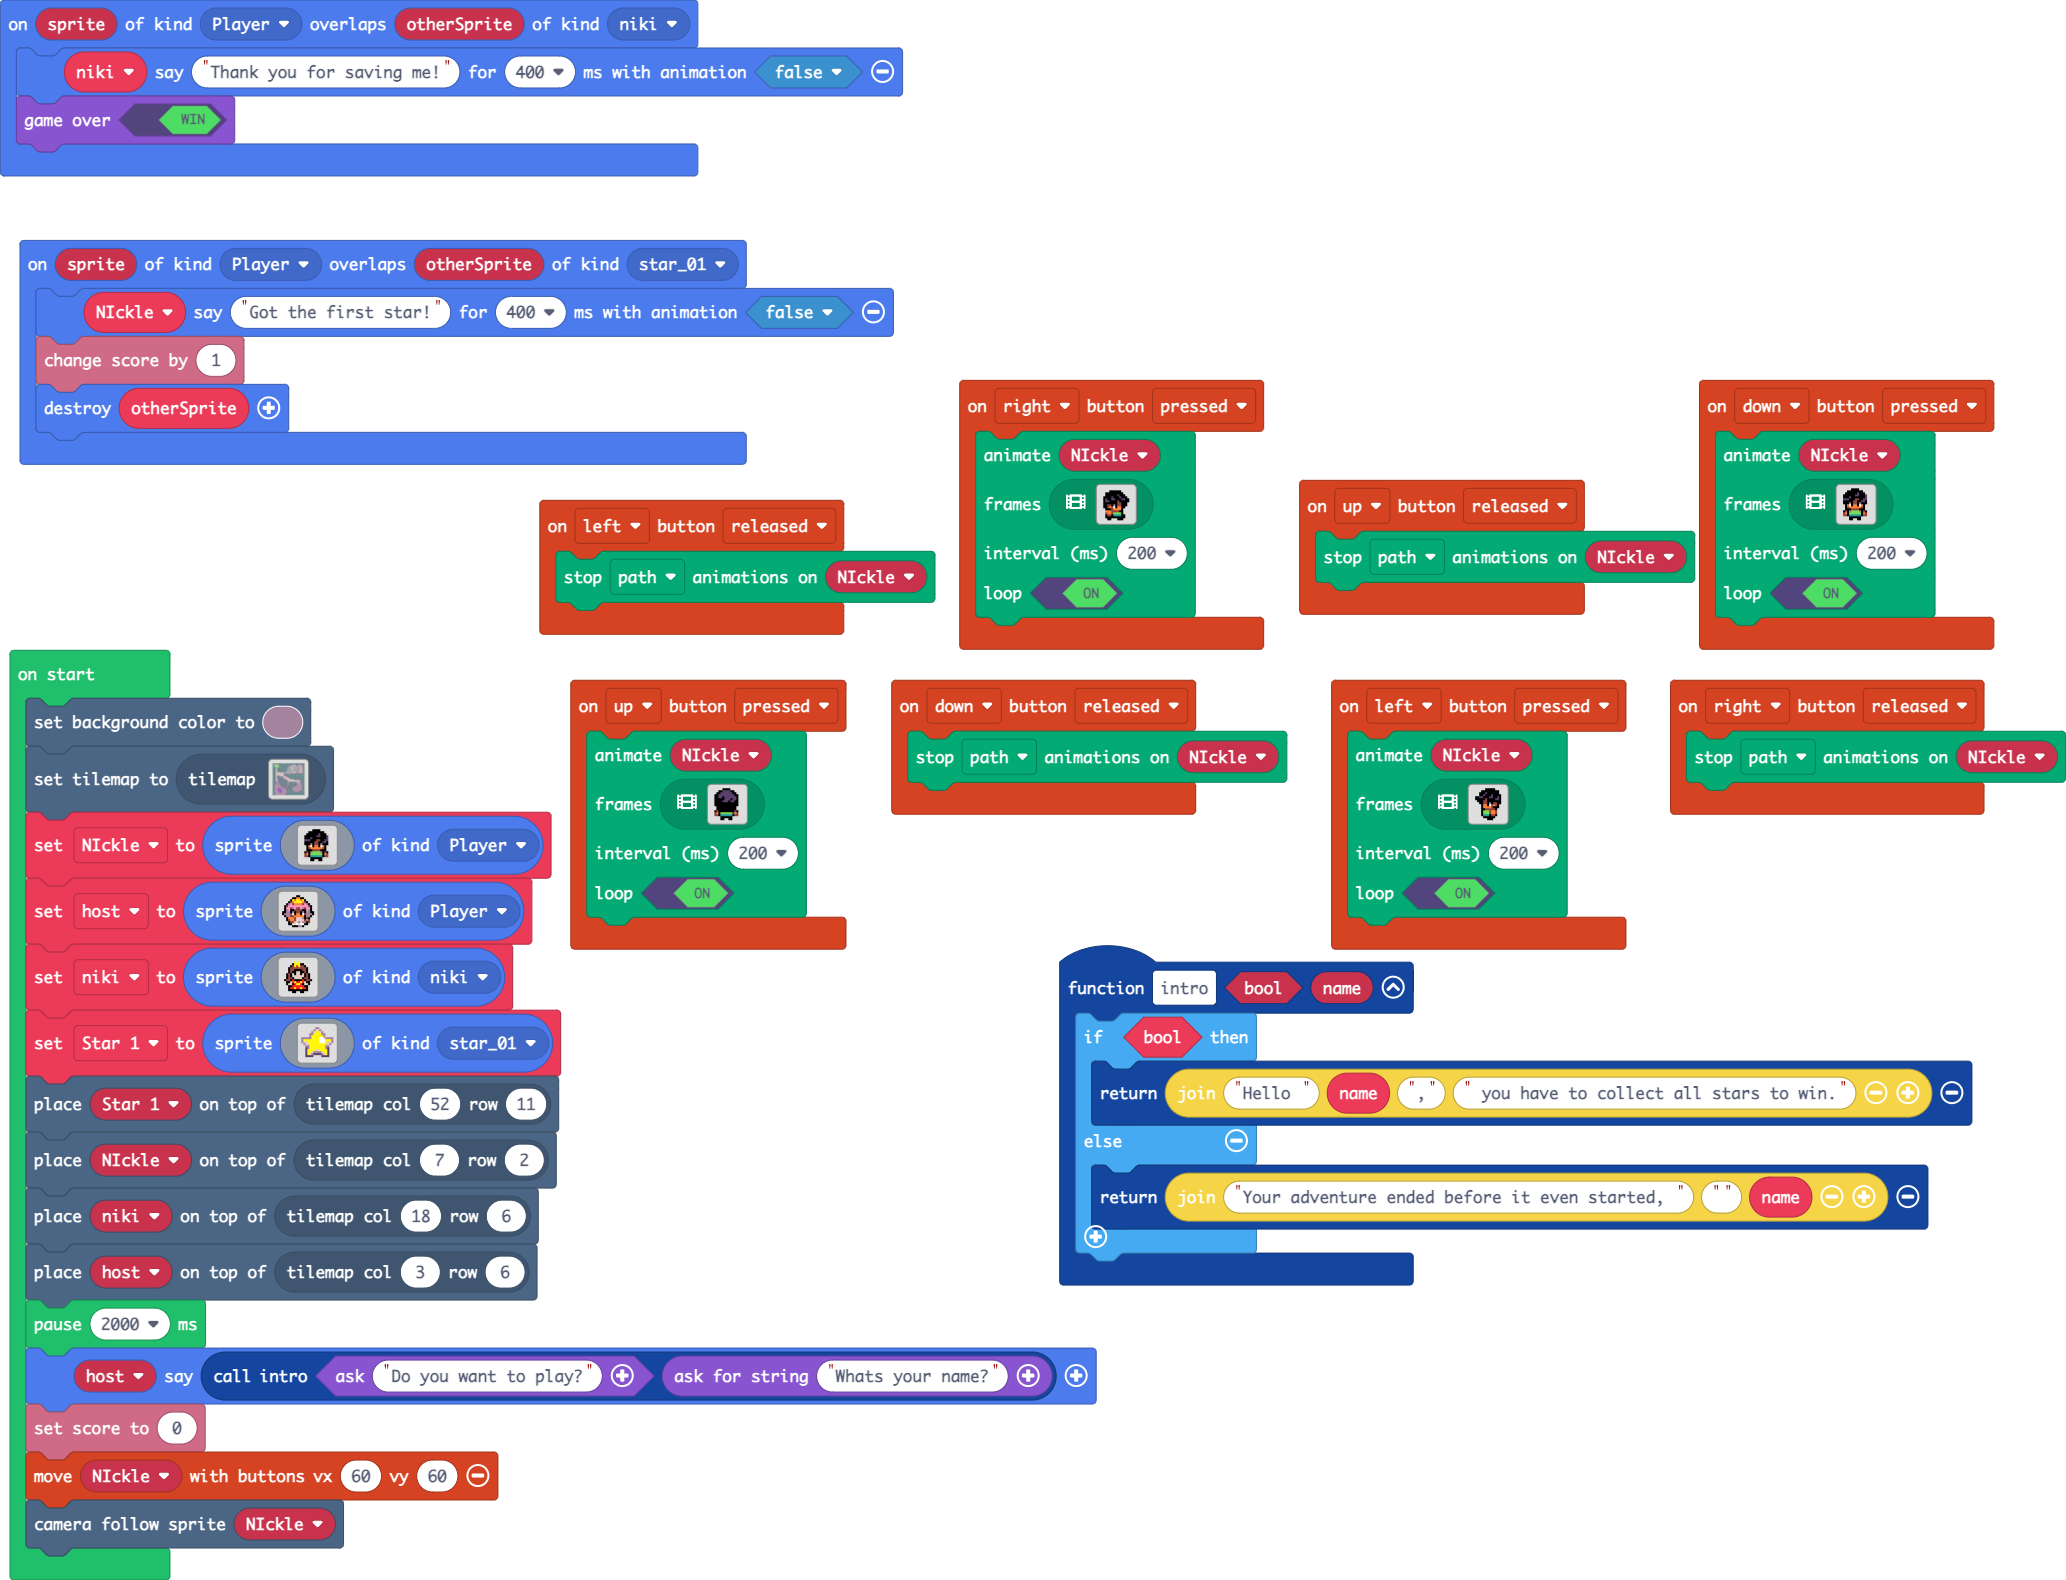 on sprite of kind Player overlaps otherSprite of kind niki
niki say "Thank you for saving me!" for 400 ms with animation false
game over WIN
on sprite of kind Player overlaps otherSprite of kind star_01
NIckle say "Got the first star!" for 400 ms with animation false
change score by 1
destroy otherSprite
on right button pressed
animate NIckle
frames
interval (ms) 200
loop ON
on down button pressed
animate NIckle
frames
interval (ms) 200
loop ON
on left button released
stop path animations on NIckle
on up button released
stop path animations on NIckle
on start
set background color to
set tilemap to tilemap
set NIckle to sprite of kind Player
set host to sprite of kind Player
set niki to sprite of kind niki
set Star 1 to sprite of kind star_01
place Star 1 on top of tilemap col 52 row 11
place NIckle on top of tilemap col 7 row 2
place niki on top of tilemap col 18 row 6
place host on top of tilemap col 3 row 6
pause 2000 ms
host say call intro ask "Do you want to play?" ask for string "Whats your name?"
set score to 0
move NIckle with buttons vx 60 vy 60
camera follow sprite NIckle
on up button pressed
animate NIckle
frames
interval (ms) 200
loop ON
on down button released
stop path animations on NIckle
on left button pressed
animate NIckle
frames
interval (ms) 200
loop ON
on right button released
stop path animations on NIckle
function intro bool name
if bool then
return join "Hello " name "," " you have to collect all stars to win."
else
return join "Your adventure ended before it even started, " "" name